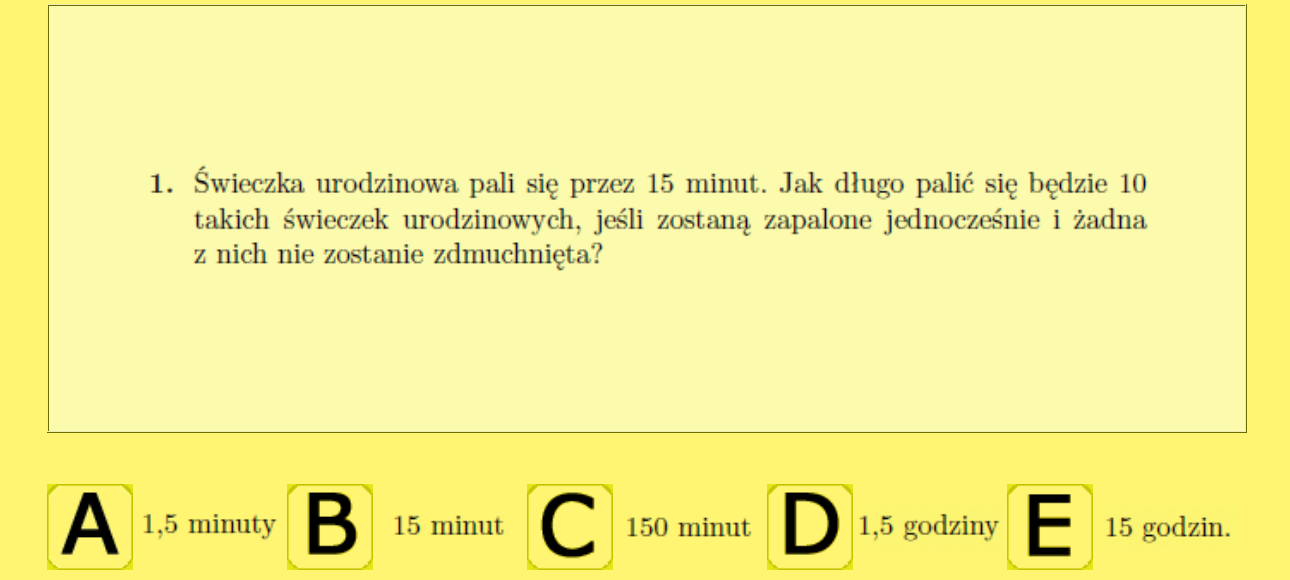 1. Świeczka urodzinowa pali się przez 15 minut. Jak długo palić się będzie 10
takich świeczek urodzinowych, jeśli zostaną zapalone jednocześnie i żadna
z nich nie zostanie zdmuchnięta?
A 1,5 minuty B 15 minut C 150 minut D 1,5 godziny E 15 godzin.